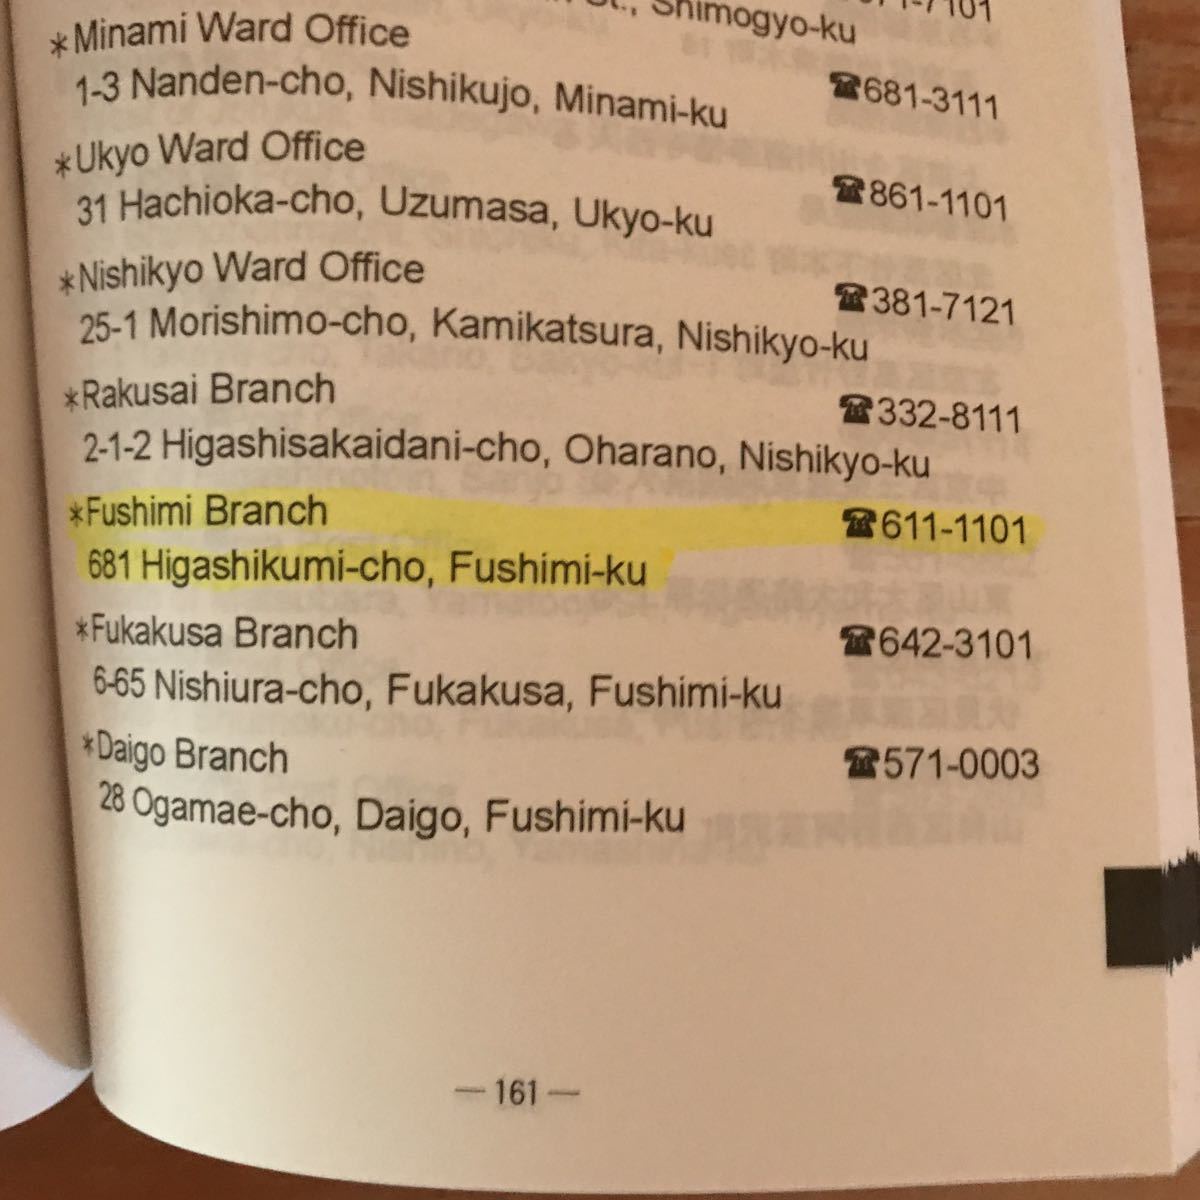 Shimogyo-ku
*Minami Ward Office
1-3 Nanden-cho, Nishikujo, Minami-ku ☎681-3111
*Ukyo Ward Office
31 Hachioka-cho, Uzumasa, Ukyo-ku ☎861-1101
*Nishikyo Ward Office
25-1 Morishimo-cho, Kamikatsura, Nishikyo-ku ☎381-7121
*Rakusai Branch
2-1-2 Higashisakaidani-cho, Oharano, Nishikyo-ku ☎332-8111
*Fushimi Branch ☎611-1101
681 Higashikumi-cho, Fushimi-ku
*Fukakusa Branch ☎642-3101
6-65 Nishiura-cho, Fukakusa, Fushimi-ku
*Daigo Branch ☎571-0003
28 Ogamae-cho, Daigo, Fushimi-ku
— 161 —